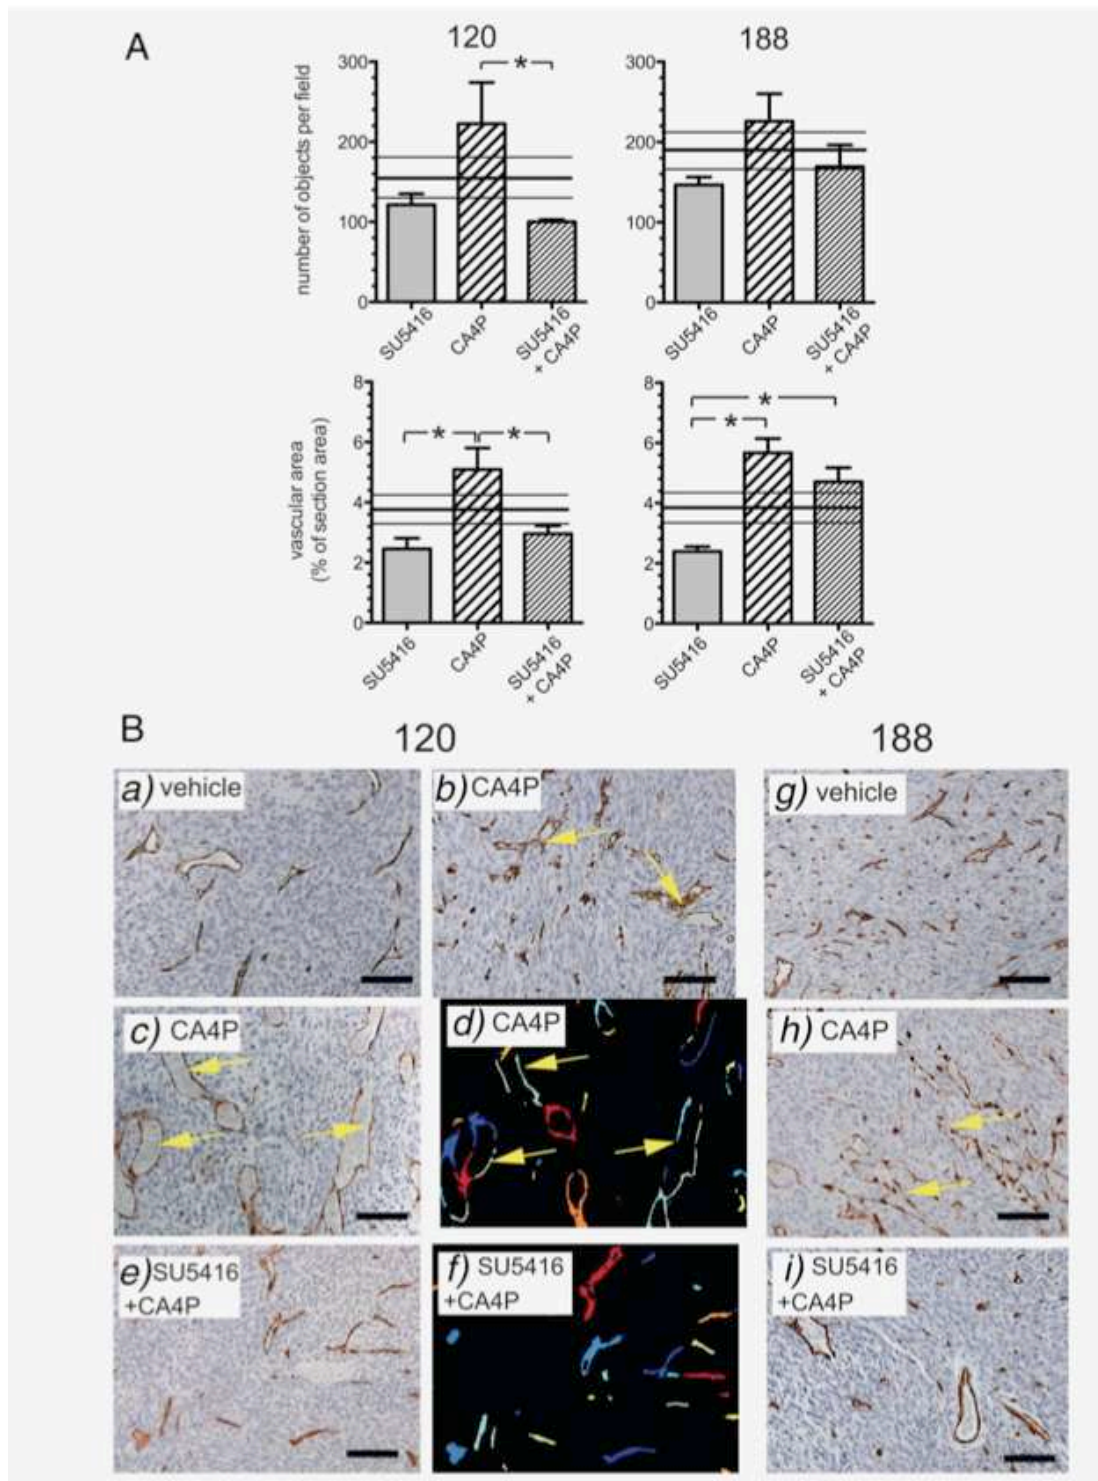 A
120
188
number of objects per field
300
200
100
0
*
SU5416
CA4P
SU5416
+ CA4P
300
200
100
0
SU5416
CA4P
SU5416
+ CA4P
vascular area
(% of section area)
8
6
4
2
0
*
*
SU5416
CA4P
SU5416
+ CA4P
8
6
4
2
0
*
*
SU5416
CA4P
SU5416
+ CA4P
B
120
188
a) vehicle
b) CA4P
g) vehicle
c) CA4P
d) CA4P
h) CA4P
e) SU5416
+CA4P
f) SU5416
+CA4P
i) SU5416
+CA4P